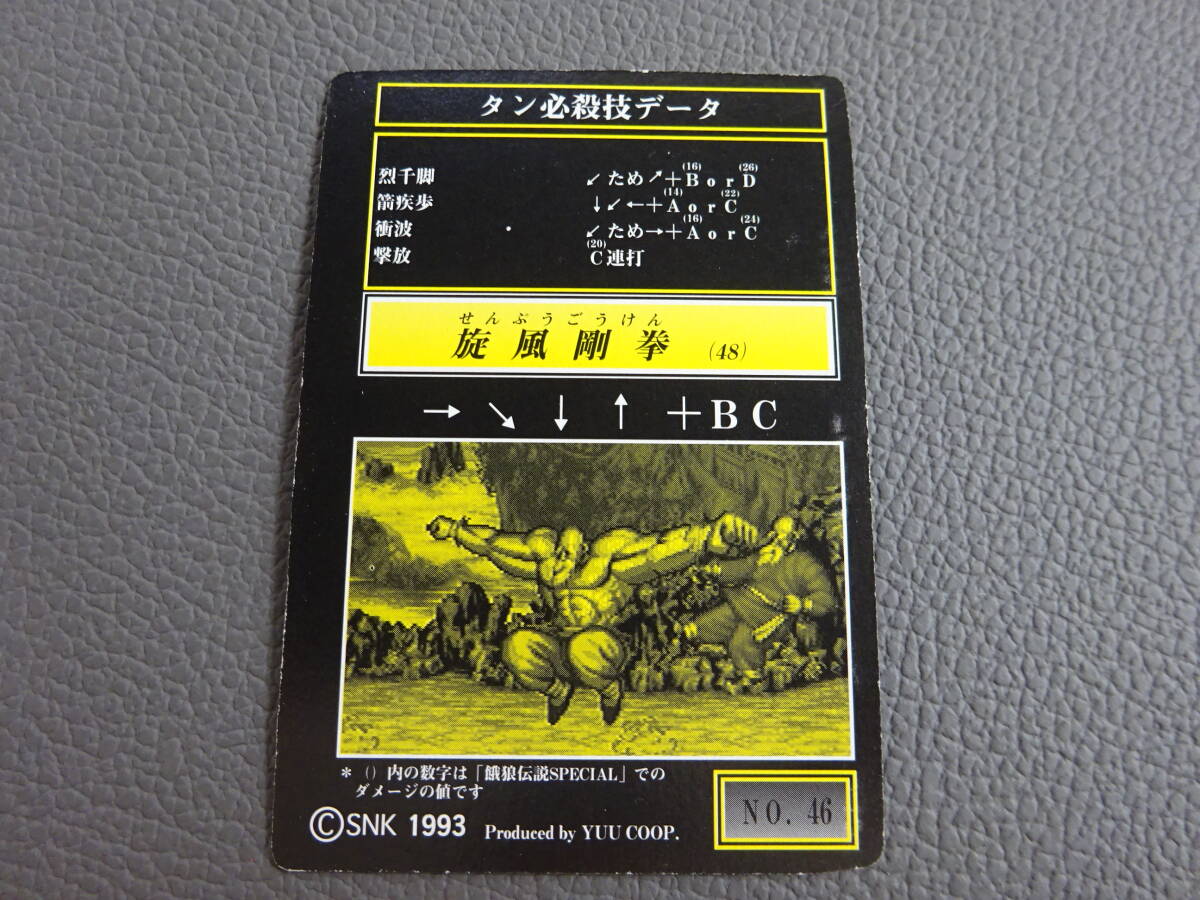 タン必殺技データ
烈千脚 ↙ため↗+B(16) or D(26)
箭疾歩 ↓↙←+A(14) or C(22)
衝波 ↙ため→+A(16) or C(24)
撃放 C(20)連打
せんぷうごうけん
旋風剛拳 (48)
→ ↘ ↓ ↑ +BC
* () 内の数字は「餓狼伝説SPECIAL」での
ダメージの値です
©SNK 1993 Produced by YUU COOP.
NO. 46